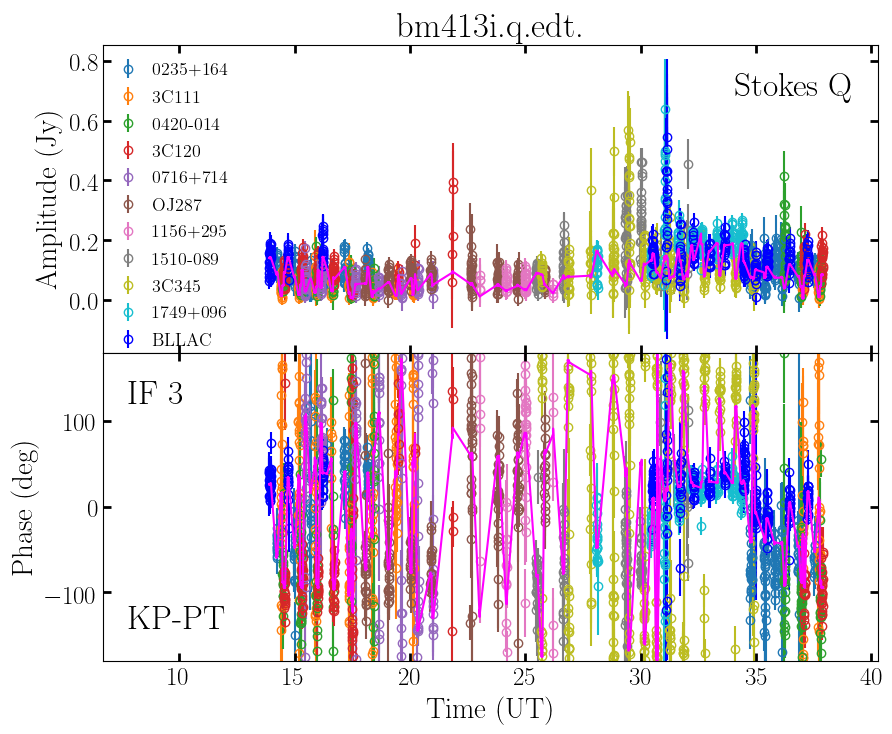 bm413i.q.edt.
Stokes Q
Amplitude (Jy)
0.8
0.6
0.4
0.2
0.0
0235+164
3C111
0420-014
3C120
0716+714
OJ287
1156+295
1510-089
3C345
1749+096
BLLAC
IF 3
KP-PT
Phase (deg)
100
0
−100
10 15 20 25 30 35 40
Time (UT)